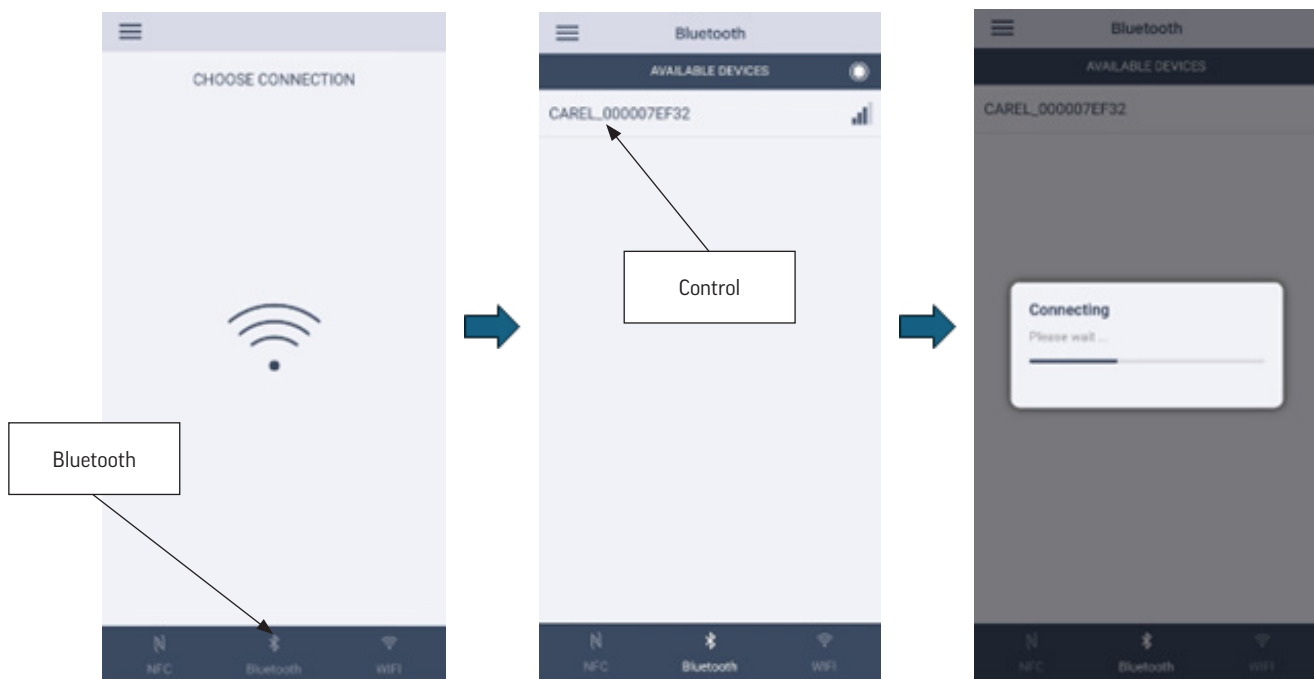 CHOOSE CONNECTION
Bluetooth
NFC Bluetooth WIFI
Bluetooth
AVAILABLE DEVICES
CAREL_000007EF32
Control
NFC Bluetooth WIFI
Bluetooth
AVAILABLE DEVICES
CAREL_000007EF32
Connecting
Please wait ...
NFC Bluetooth WIFI